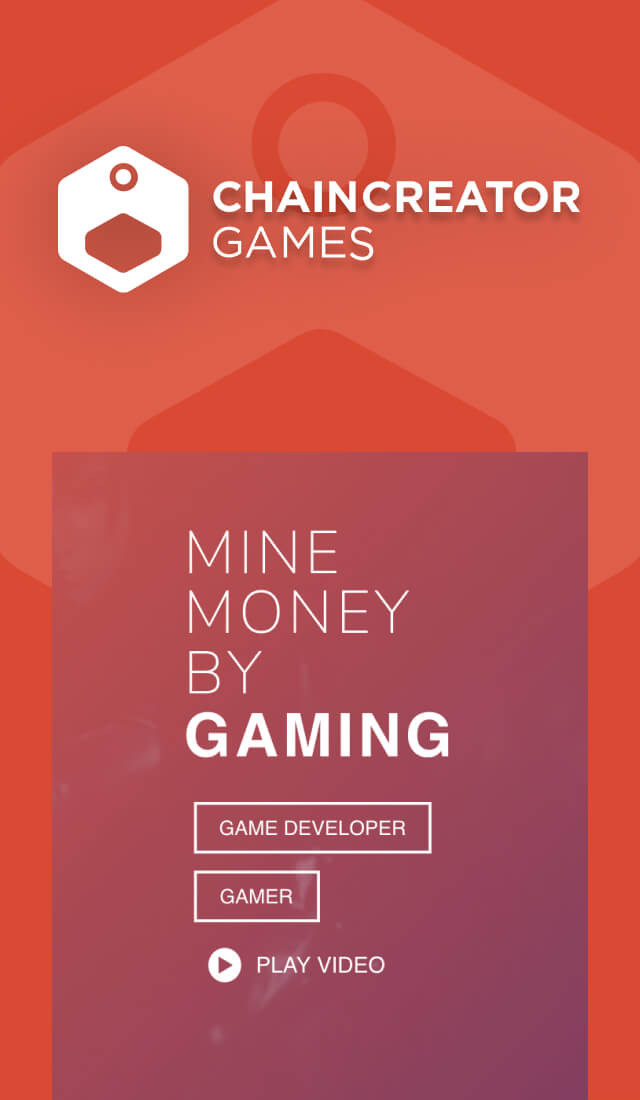 CHAINCREATOR
GAMES
MINE
MONEY
BY
GAMING
GAME DEVELOPER
GAMER
PLAY VIDEO